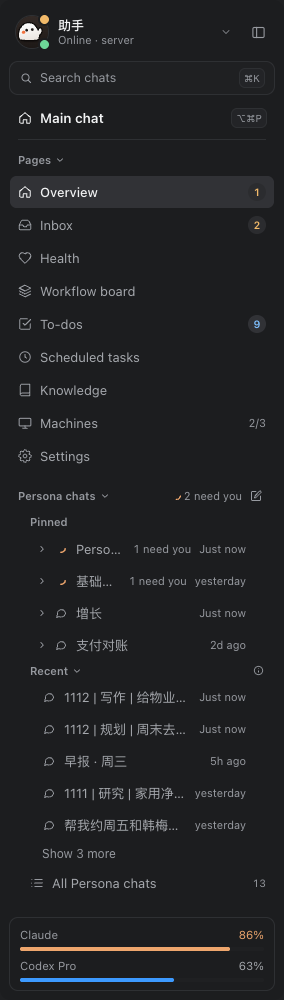 助手
Online · server
Search chats ⌘K
Main chat ⌥⌘P
Pages
Overview 1
Inbox 2
Health
Workflow board
To-dos 9
Scheduled tasks
Knowledge
Machines 2/3
Settings
Persona chats 2 need you
Pinned
Perso... 1 need you Just now
基础... 1 need you yesterday
增长 Just now
支付对账 2d ago
Recent
1112 | 写作 | 给物业... Just now
1112 | 规划 | 周末去... Just now
早报 · 周三 5h ago
1111 | 研究 | 家用净... yesterday
帮我约周五和韩梅... yesterday
Show 3 more
All Persona chats 13
Claude 86%
Codex Pro 63%